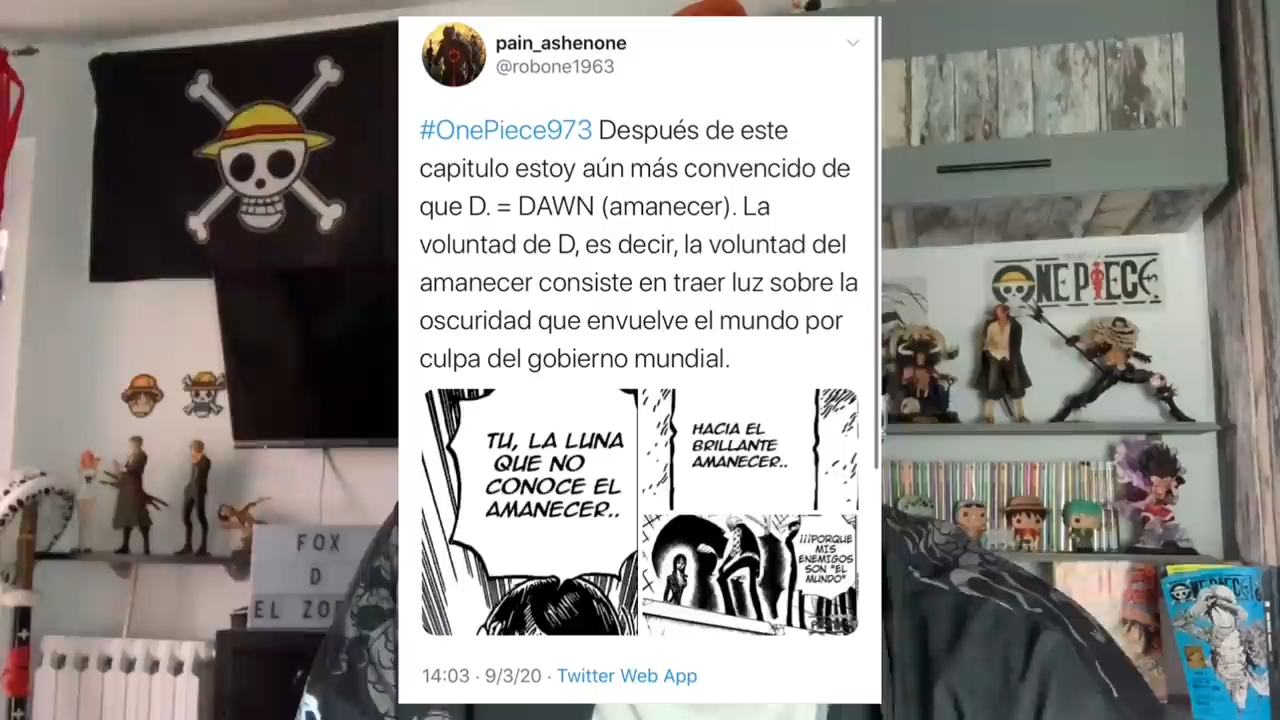 pain_ashenone
@robone1963
#OnePiece973 Después de este
capitulo estoy aún más convencido de
que D. = DAWN (amanecer). La
voluntad de D, es decir, la voluntad del
amanecer consiste en traer luz sobre la
oscuridad que envuelve el mundo por
culpa del gobierno mundial.
TU, LA LUNA
QUE NO
CONOCE EL
AMANECER..
HACIA EL
BRILLANTE
AMANECER..
¡¡¡PORQUE
MIS
ENEMIGOS
SON "EL
MUNDO"
14:03 · 9/3/20 · Twitter Web App
ONE PIECE
FOX
D
EL ZOR